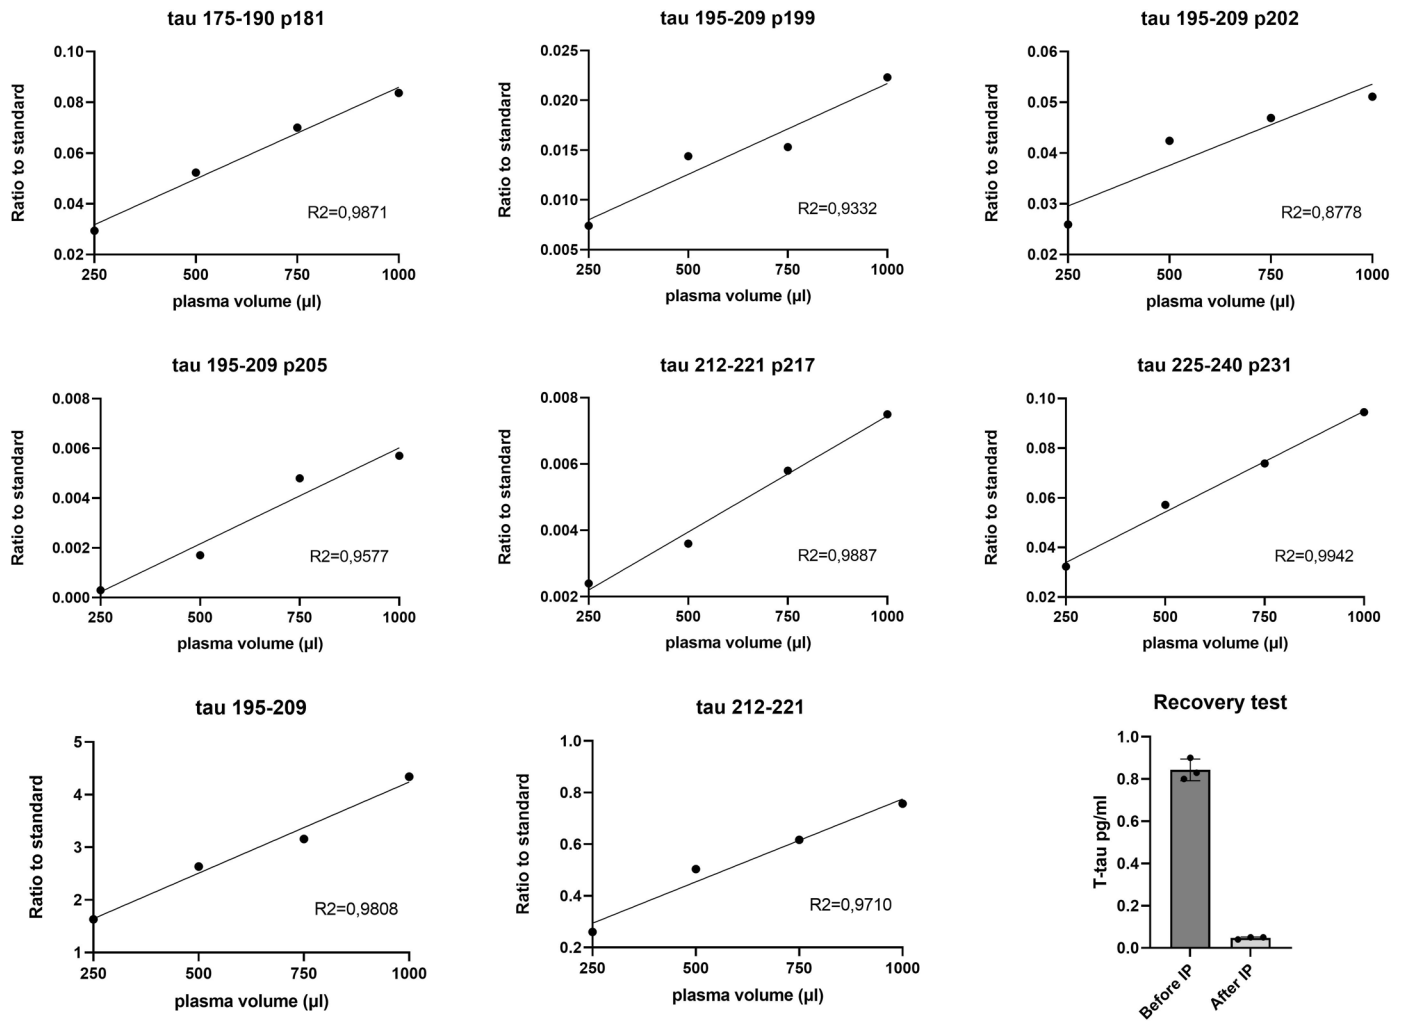 tau 175-190 p181
Ratio to standard
0.10
0.08
0.06
0.04
0.02
R2=0,9871
250 500 750 1000
plasma volume (µl)
tau 195-209 p199
Ratio to standard
0.025
0.020
0.015
0.010
0.005
R2=0,9332
250 500 750 1000
plasma volume (µl)
tau 195-209 p202
Ratio to standard
0.06
0.05
0.04
0.03
0.02
R2=0,8778
250 500 750 1000
plasma volume (µl)
tau 195-209 p205
Ratio to standard
0.008
0.006
0.004
0.002
0.000
R2=0,9577
250 500 750 1000
plasma volume (µl)
tau 212-221 p217
Ratio to standard
0.008
0.006
0.004
0.002
R2=0,9887
250 500 750 1000
plasma volume (µl)
tau 225-240 p231
Ratio to standard
0.10
0.08
0.06
0.04
0.02
R2=0,9942
250 500 750 1000
plasma volume (µl)
tau 195-209
Ratio to standard
5
4
3
2
1
R2=0,9808
250 500 750 1000
plasma volume (µl)
tau 212-221
Ratio to standard
1.0
0.8
0.6
0.4
0.2
R2=0,9710
250 500 750 1000
plasma volume (µl)
Recovery test
T-tau pg/ml
1.0
0.8
0.6
0.4
0.2
0.0
Before IP
After IP